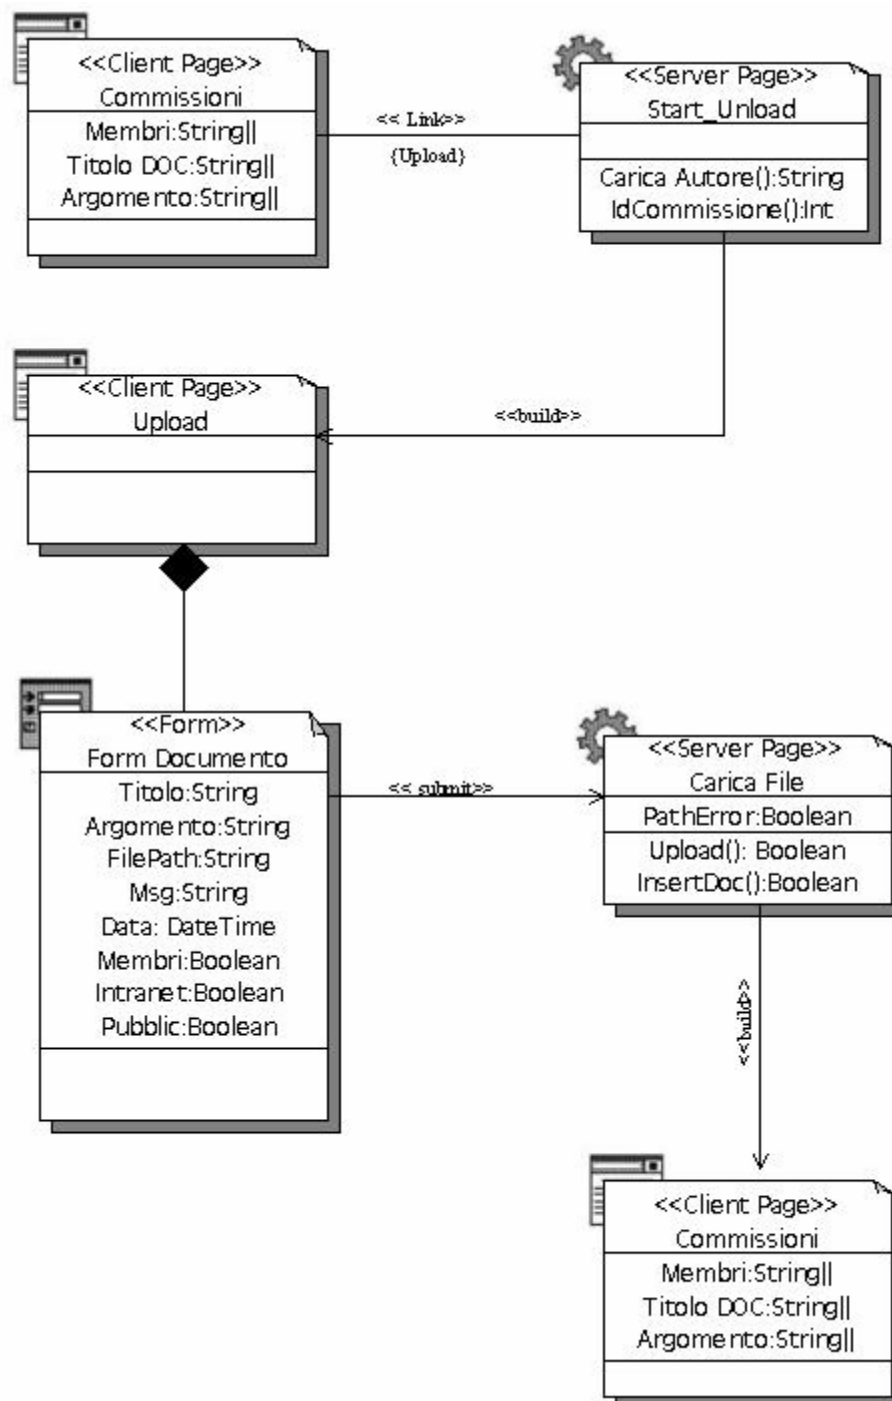 <<Client Page>>
Commissioni
Membri:String||
Titolo DOC:String||
Argomento:String||
<< Link>>
{Upload}
<<Server Page>>
Start_Unload
Carica Autore():String
IdCommissione():Int
<<Client Page>>
Upload
<<build>>
<<Form>>
Form Documento
Titolo:String
Argomento:String
FilePath:String
Msg:String
Data: DateTime
Membri:Boolean
Intranet:Boolean
Pubblic:Boolean
<< submit>>
<<Server Page>>
Carica File
PathError:Boolean
Upload(): Boolean
InsertDoc():Boolean
<<build>>
<<Client Page>>
Commissioni
Membri:String||
Titolo DOC:String||
Argomento:String||